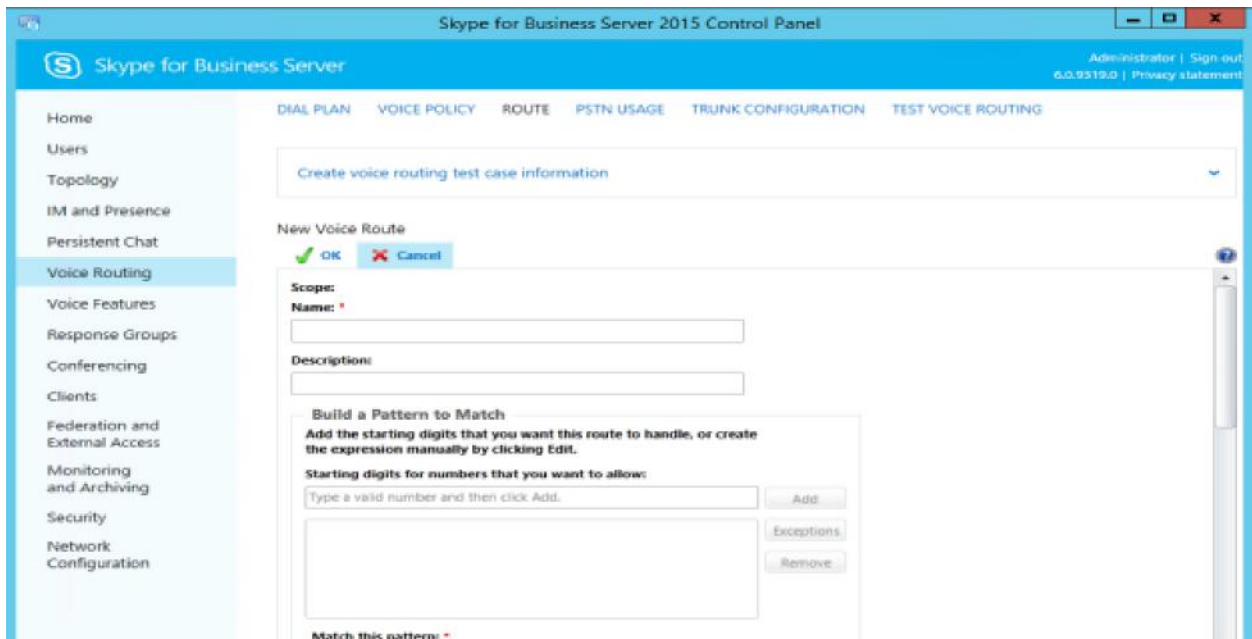 Skype for Business Server 2015 Control Panel
S Skype for Business Server
Administrator | Sign out
6.0.9319.0 | Privacy statement
Home
Users
Topology
IM and Presence
Persistent Chat
Voice Routing
Voice Features
Response Groups
Conferencing
Clients
Federation and
External Access
Monitoring
and Archiving
Security
Network
Configuration
DIAL PLAN VOICE POLICY ROUTE PSTN USAGE TRUNK CONFIGURATION TEST VOICE ROUTING
Create voice routing test case information
New Voice Route
OK Cancel
?
Scope:
Name: *
Description:
Build a Pattern to Match
Add the starting digits that you want this route to handle, or create
the expression manually by clicking Edit.
Starting digits for numbers that you want to allow:
Type a valid number and then click Add.
Add
Exceptions
Remove
Match this pattern: *